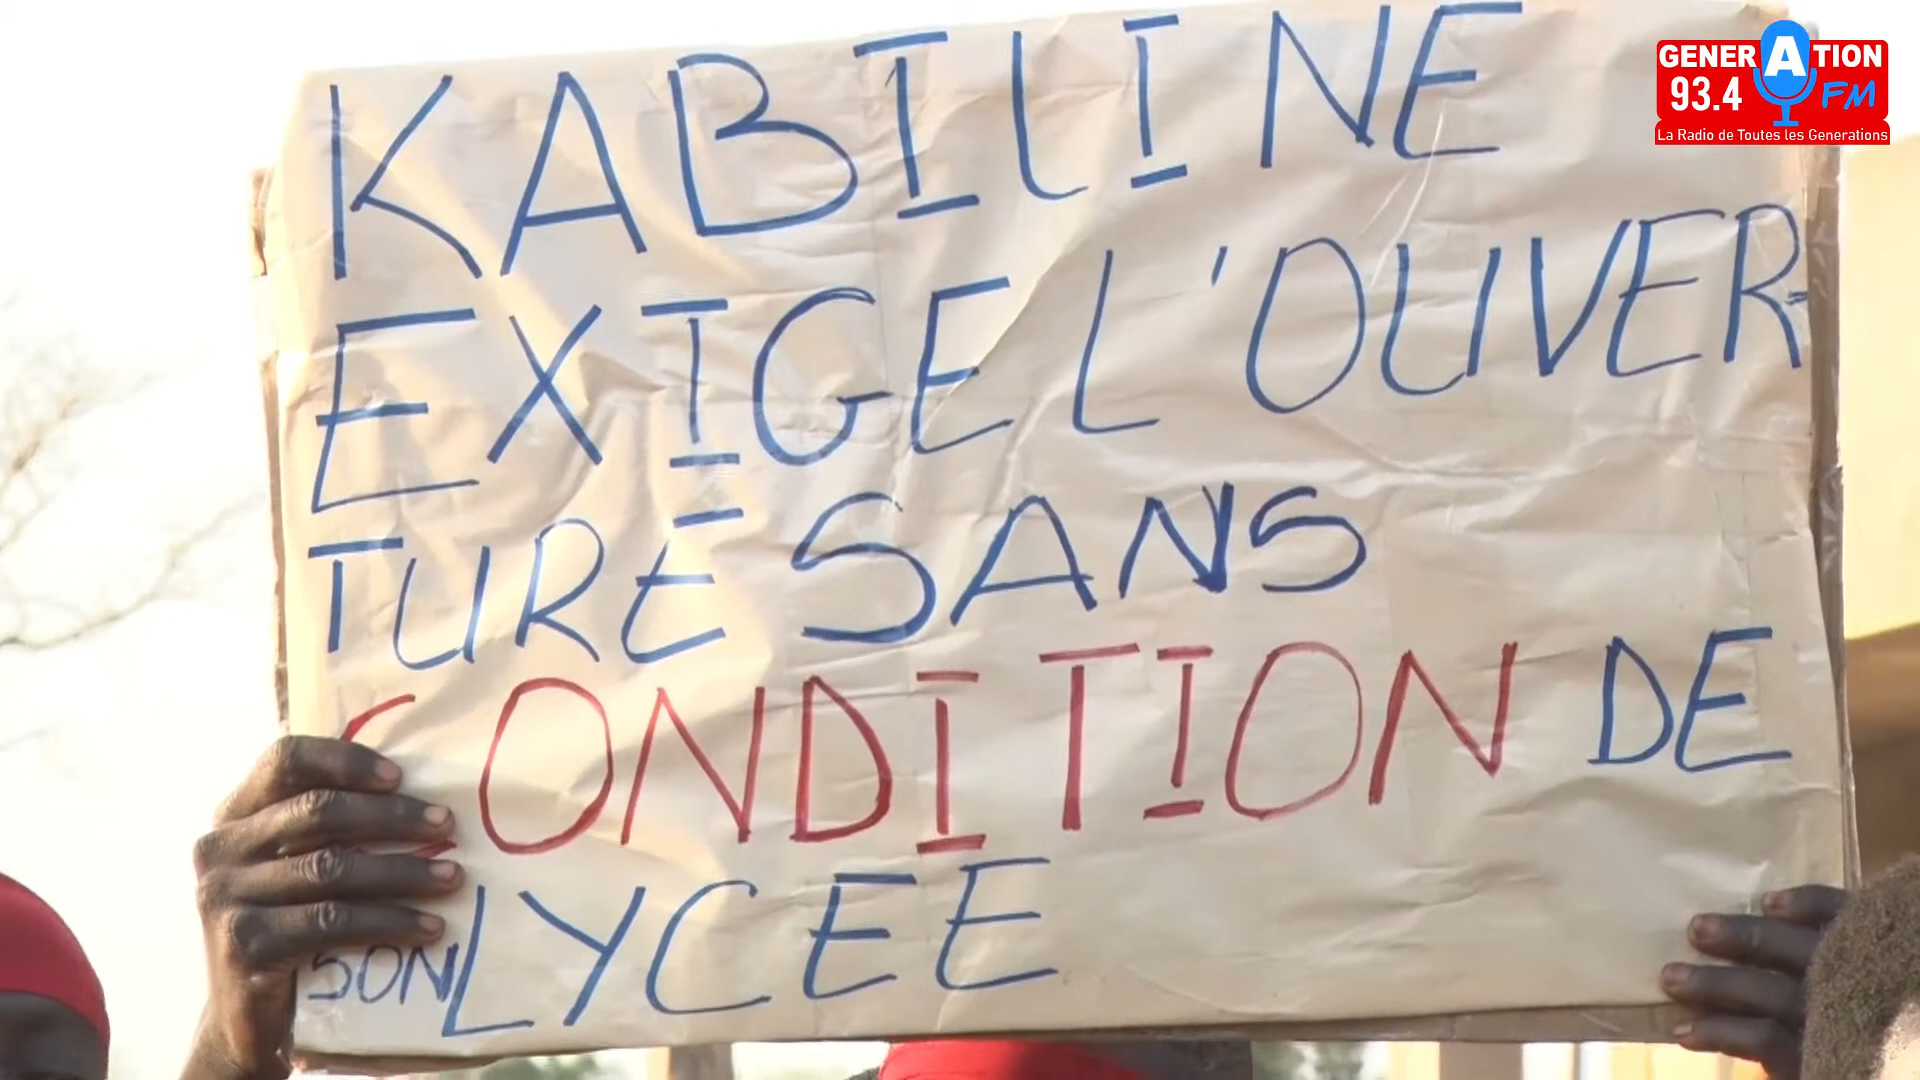 KABILINE
EXIGE L'OUVER-
TURE SANS
CONDITION DE
SON LYCEE
GENERATION
93.4 FM
La Radio de Toutes les Generations